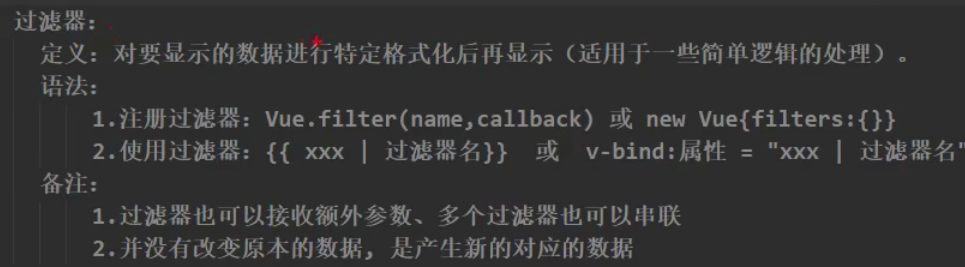 过滤器：
定义：对要显示的数据进行特定格式化后再显示（适用于一些简单逻辑的处理）。
语法：
1.注册过滤器：Vue.filter(name,callback) 或 new Vue{filters:{}}
2.使用过滤器：{{ xxx | 过滤器名}} 或 v-bind:属性 = "xxx | 过滤器名"
备注：
1.过滤器也可以接收额外参数、多个过滤器也可以串联
2.并没有改变原本的数据, 是产生新的对应的数据